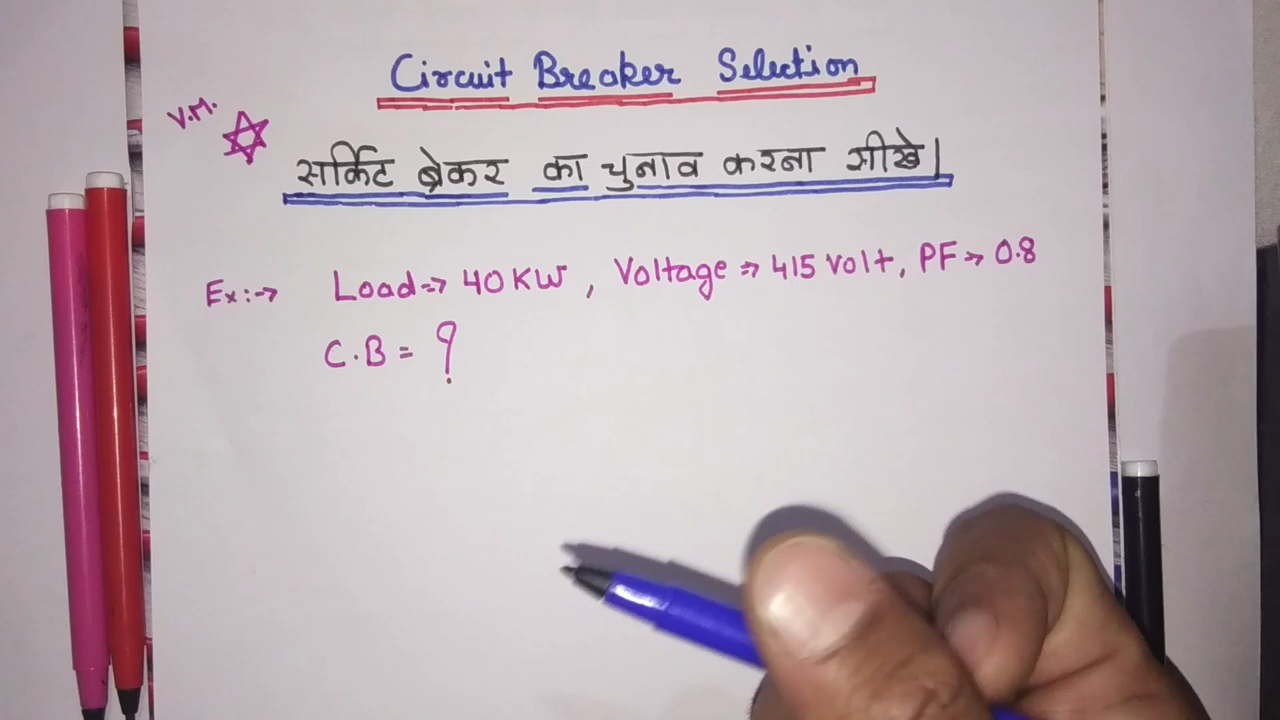 Circuit Breaker Selection
V.M.
सर्किट ब्रेकर का चुनाव करना सीखे।
Ex:→ Load⇒ 40 KW, Voltage ⇒ 415 Volt, PF → 0.8
C.B = ?